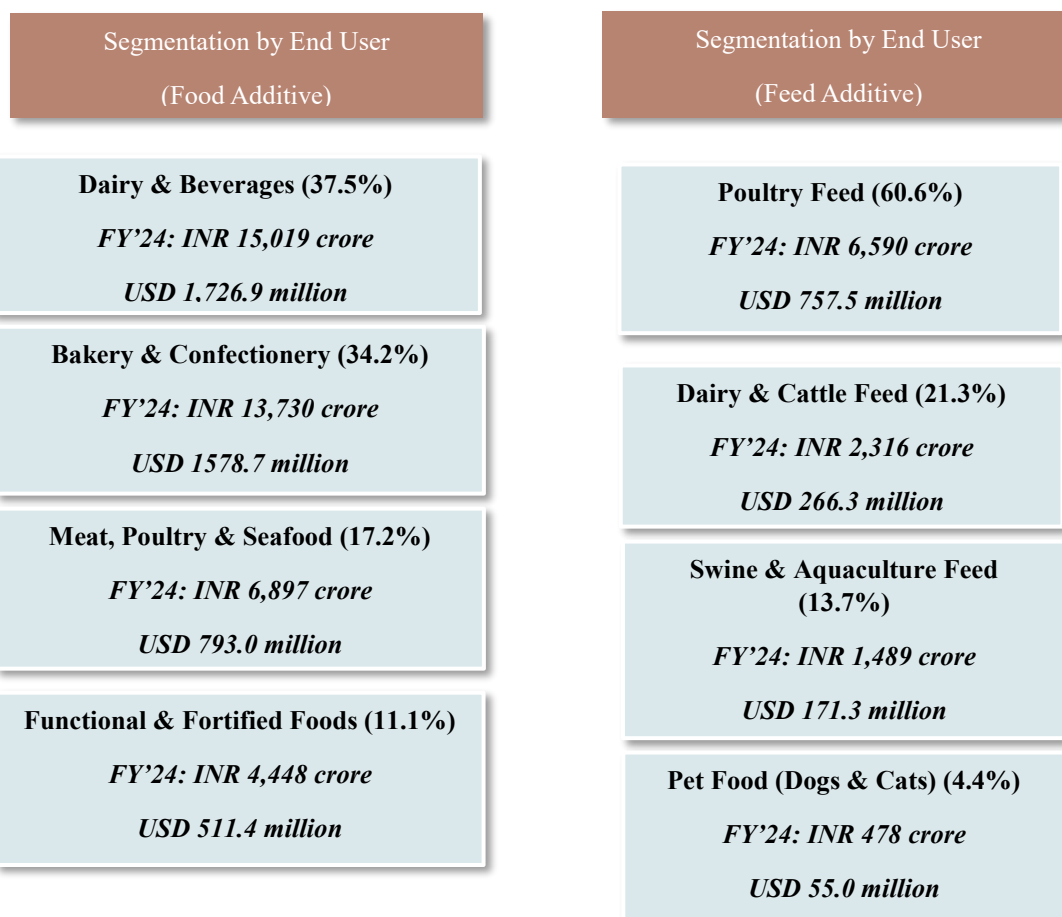 Segmentation by End User
(Food Additive)
Dairy & Beverages (37.5%)
FY’24: INR 15,019 crore
USD 1,726.9 million
Bakery & Confectionery (34.2%)
FY’24: INR 13,730 crore
USD 1578.7 million
Meat, Poultry & Seafood (17.2%)
FY’24: INR 6,897 crore
USD 793.0 million
Functional & Fortified Foods (11.1%)
FY’24: INR 4,448 crore
USD 511.4 million
Segmentation by End User
(Feed Additive)
Poultry Feed (60.6%)
FY’24: INR 6,590 crore
USD 757.5 million
Dairy & Cattle Feed (21.3%)
FY’24: INR 2,316 crore
USD 266.3 million
Swine & Aquaculture Feed
(13.7%)
FY’24: INR 1,489 crore
USD 171.3 million
Pet Food (Dogs & Cats) (4.4%)
FY’24: INR 478 crore
USD 55.0 million